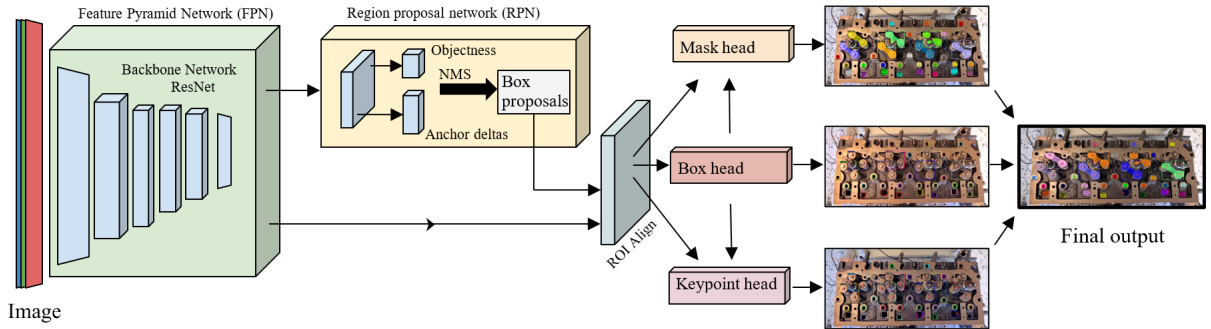 Feature Pyramid Network (FPN)
Region proposal network (RPN)
Backbone Network
ResNet
Objectness
NMS
Box
proposals
Anchor deltas
ROI Align
Mask head
Box head
Keypoint head
Final output
Image